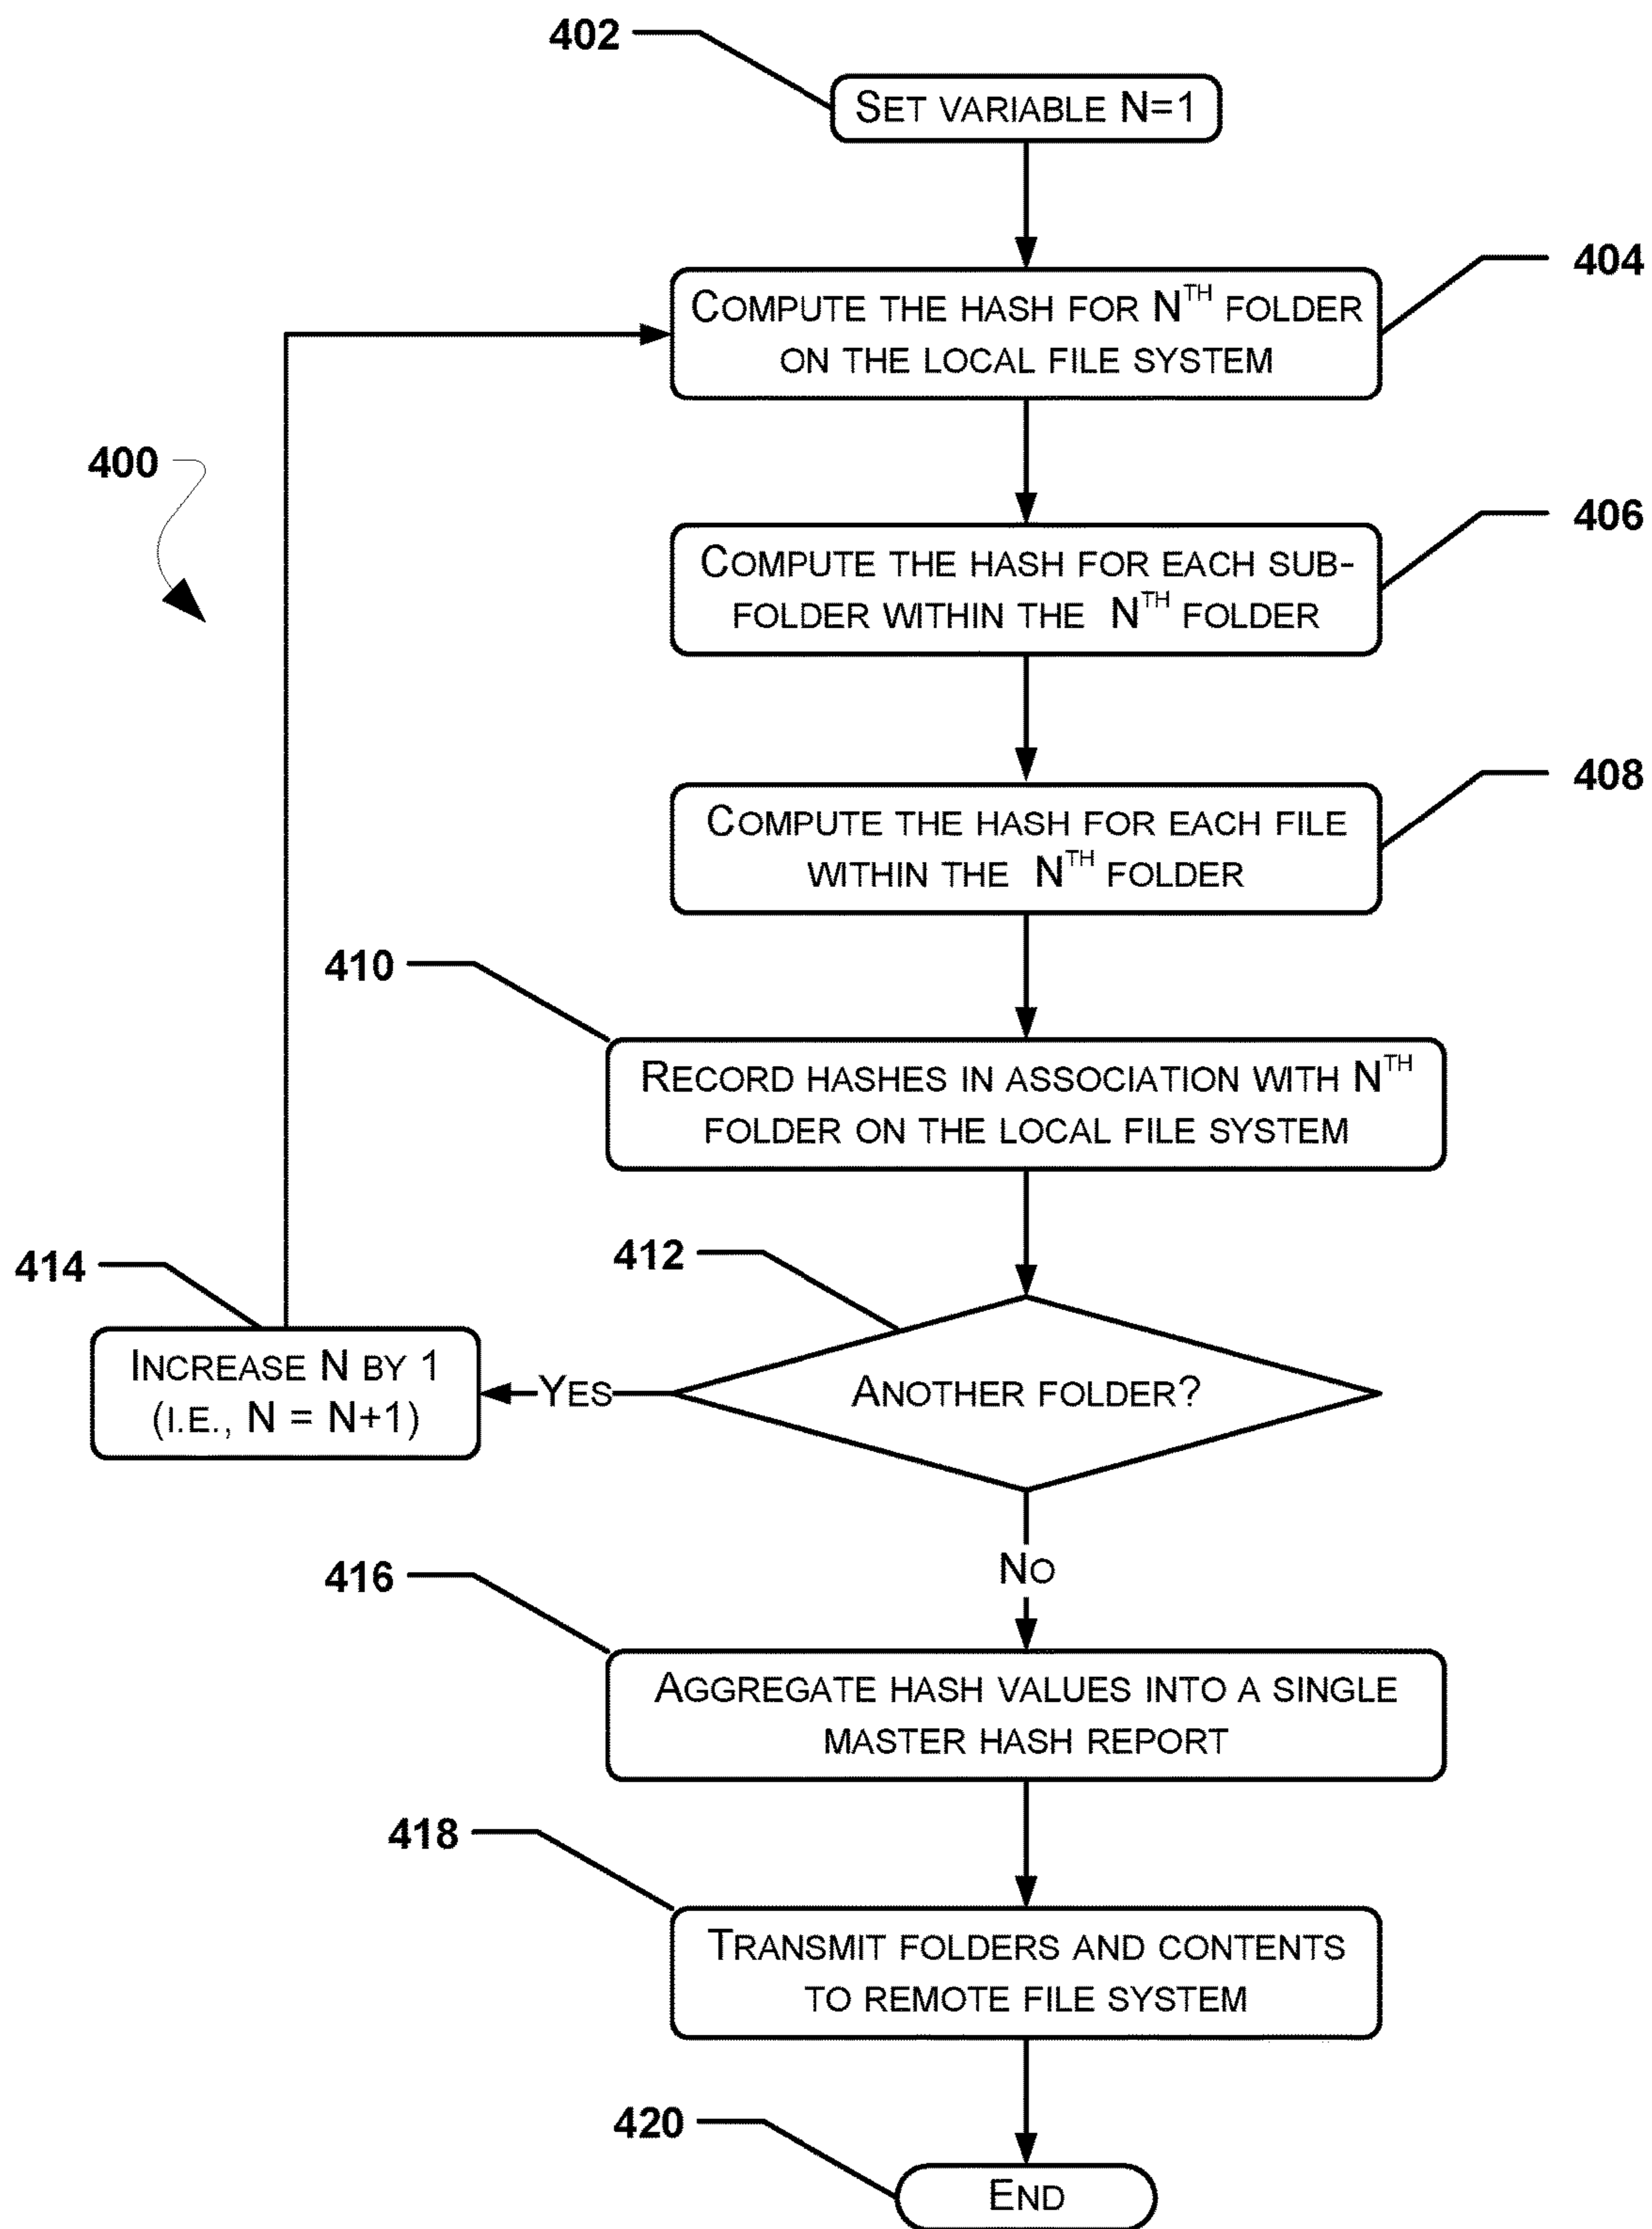 402
SET VARIABLE N=1
404
COMPUTE THE HASH FOR NTH FOLDER
ON THE LOCAL FILE SYSTEM
400
406
COMPUTE THE HASH FOR EACH SUB-
FOLDER WITHIN THE NTH FOLDER
408
COMPUTE THE HASH FOR EACH FILE
WITHIN THE NTH FOLDER
410
RECORD HASHES IN ASSOCIATION WITH NTH
FOLDER ON THE LOCAL FILE SYSTEM
412
414
INCREASE N BY 1
(I.E., N = N+1)
YES
ANOTHER FOLDER?
NO
416
AGGREGATE HASH VALUES INTO A SINGLE
MASTER HASH REPORT
418
TRANSMIT FOLDERS AND CONTENTS
TO REMOTE FILE SYSTEM
420
END